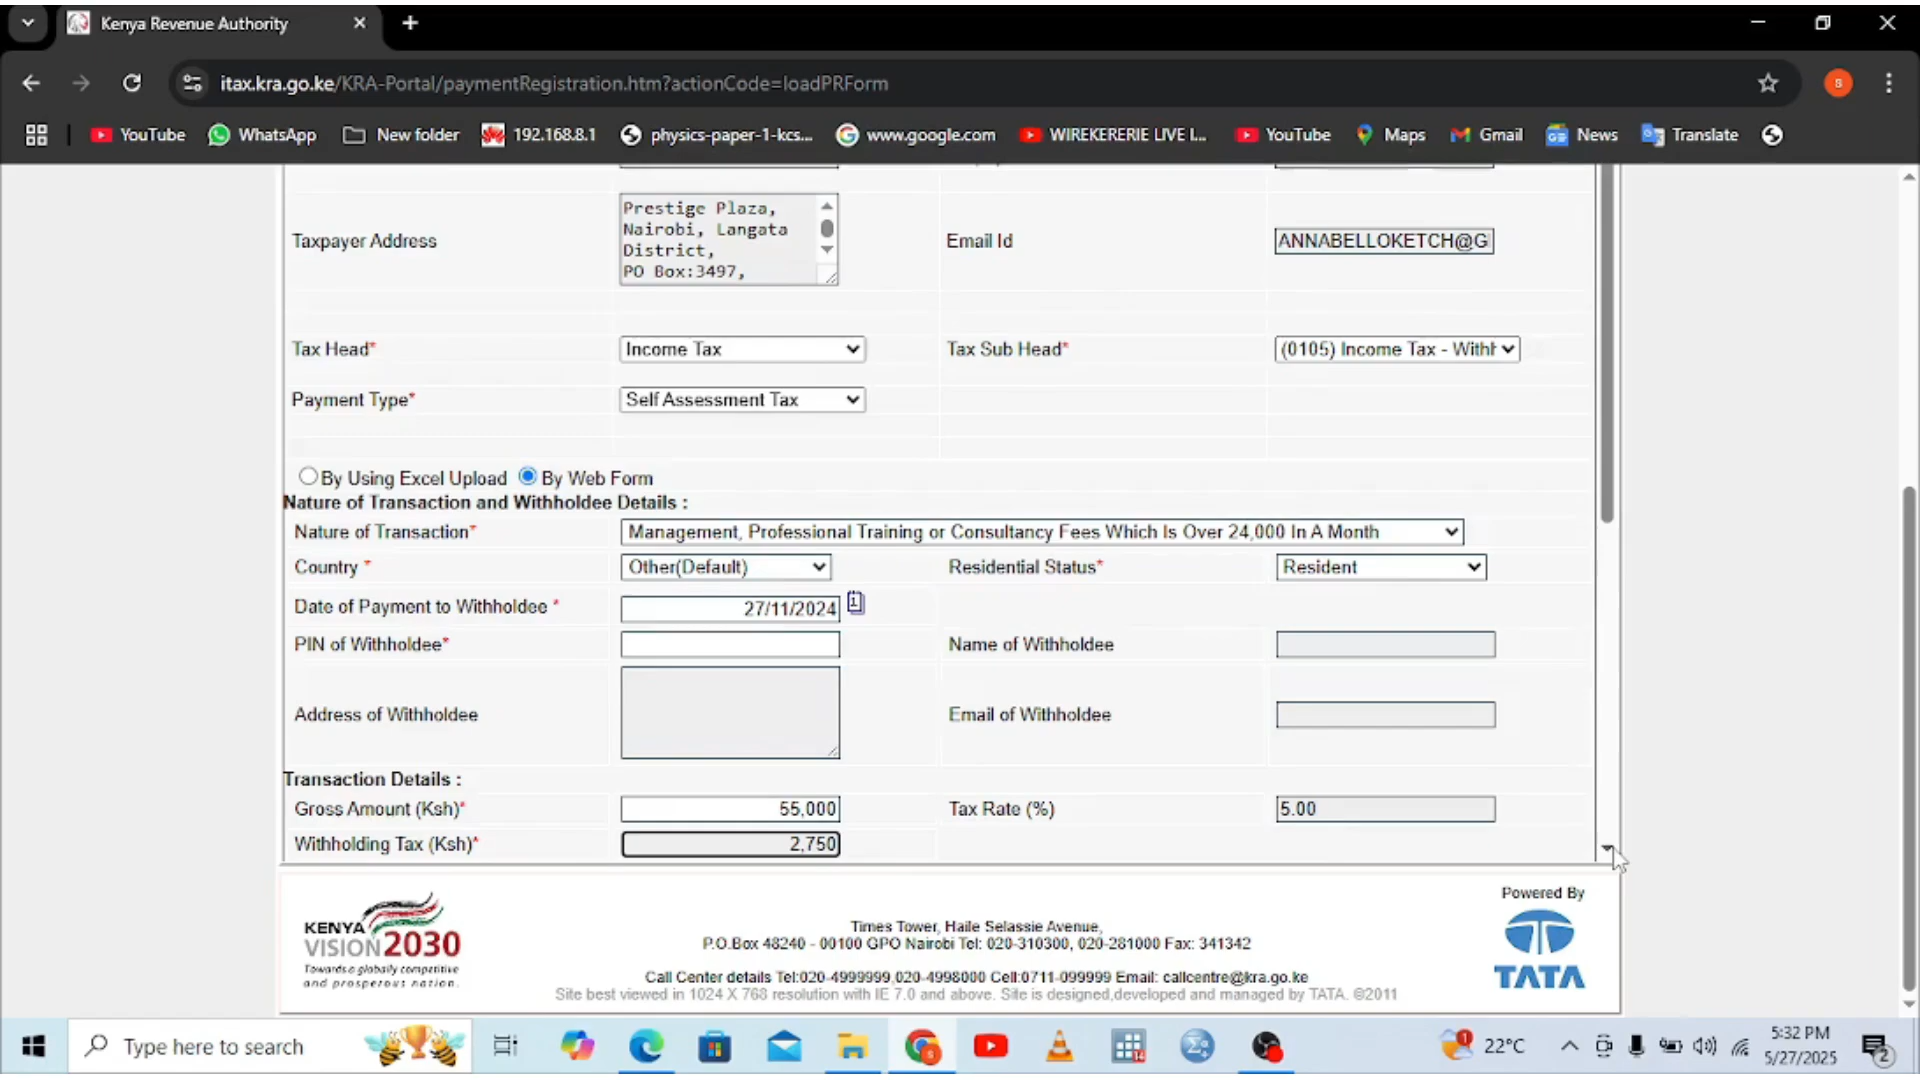 Kenya Revenue Authority
itax.kra.go.ke/KRA-Portal/paymentRegistration.htm?actionCode=loadPRForm
S
YouTube WhatsApp New folder 192.168.8.1 physics-paper-1-kcs... www.google.com WIREKERERIE LIVE I... YouTube Maps Gmail News Translate
Taxpayer Address Prestige Plaza,
Nairobi, Langata
District,
PO Box:3497,
Email Id ANNABELLOKETCH@G
Tax Head* Income Tax Tax Sub Head* (0105) Income Tax - Withh
Payment Type* Self Assessment Tax
By Using Excel Upload By Web Form
Nature of Transaction and Withholdee Details :
Nature of Transaction* Management, Professional Training or Consultancy Fees Which Is Over 24,000 In A Month
Country * Other(Default) Residential Status* Resident
Date of Payment to Withholdee * 27/11/2024
PIN of Withholdee* Name of Withholdee
Address of Withholdee Email of Withholdee
Transaction Details :
Gross Amount (Ksh)* 55,000 Tax Rate (%) 5.00
Withholding Tax (Ksh)* 2,750
KENYA
VISION 2030
Towards a globally competitive
and prosperous nation.
Times Tower, Haile Selassie Avenue,
P.O.Box 48240 - 00100 GPO Nairobi Tel: 020-310300, 020-281000 Fax: 341342
Call Center details Tel:020-4999999,020-4998000 Cell:0711-099999 Email: callcentre@kra.go.ke
Site best viewed in 1024 X 768 resolution with IE 7.0 and above. Site is designed,developed and managed by TATA. ©2011
Powered By
TATA
Type here to search
22°C
5:32 PM
5/27/2025
2